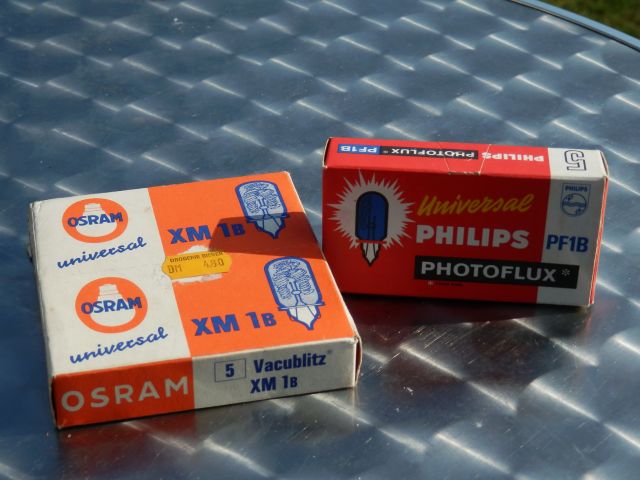 OSRAM
universal
XM 1B
DROGERIE
DM 4.80
OSRAM
universal
XM 1B
OSRAM
5 Vacublitz
XM 1B
PF1B PHOTOFLUX* PHILIPS
5
Universal
PHILIPS
PHOTOFLUX*
PHILIPS
PF1B